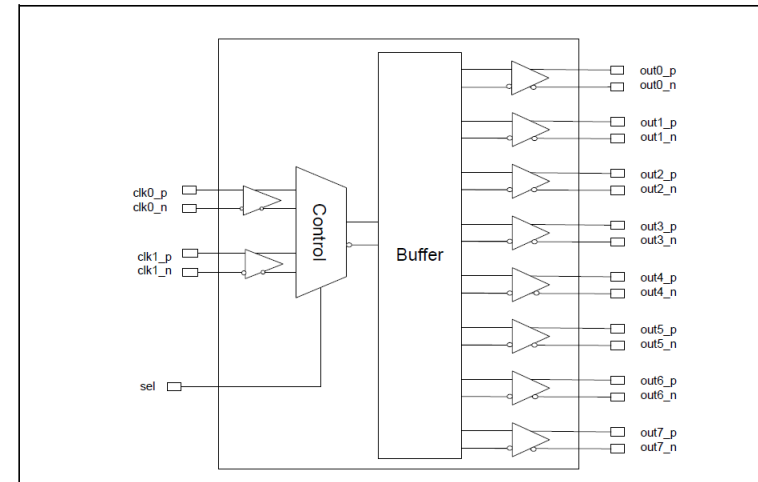 clk0_p
clk0_n
clk1_p
clk1_n
sel
Control
Buffer
out0_p
out0_n
out1_p
out1_n
out2_p
out2_n
out3_p
out3_n
out4_p
out4_n
out5_p
out5_n
out6_p
out6_n
out7_p
out7_n